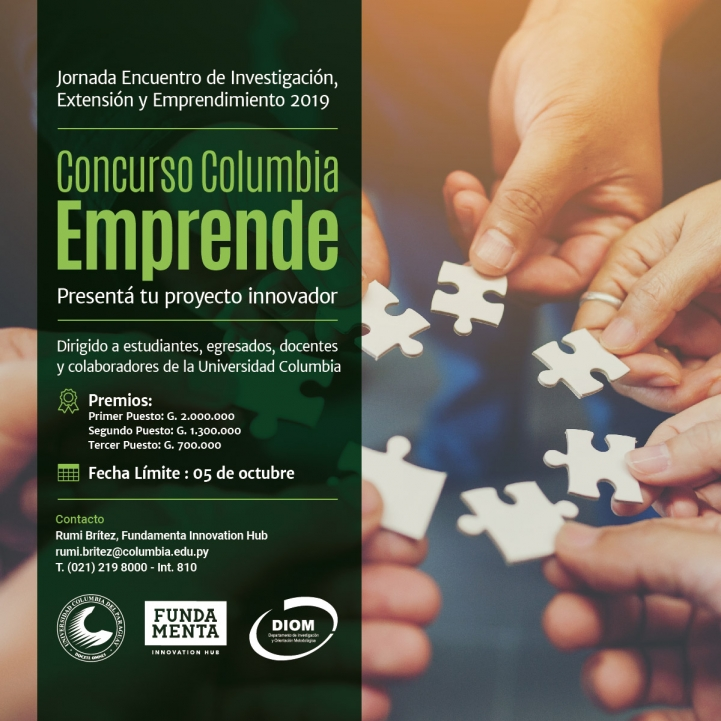 Jornada Encuentro de Investigación,
Extensión y Emprendimiento 2019
Concurso Columbia
Emprende
Presentá tu proyecto innovador
Dirigido a estudiantes, egresados, docentes
y colaboradores de la Universidad Columbia
Premios:
Primer Puesto: G. 2.000.000
Segundo Puesto: G. 1.300.000
Tercer Puesto: G. 700.000
Fecha Límite : 05 de octubre
Contacto
Rumi Brítez, Fundamenta Innovation Hub
rumi.britez@columbia.edu.py
T. (021) 219 8000 - Int. 810
UNIVERSIDAD COLUMBIA DEL PARAGUAY
DOCETE OMNES
FUNDA
MENTA
INNOVATION HUB
DIOM
Departamento de Investigación
y Orientación Metodológica